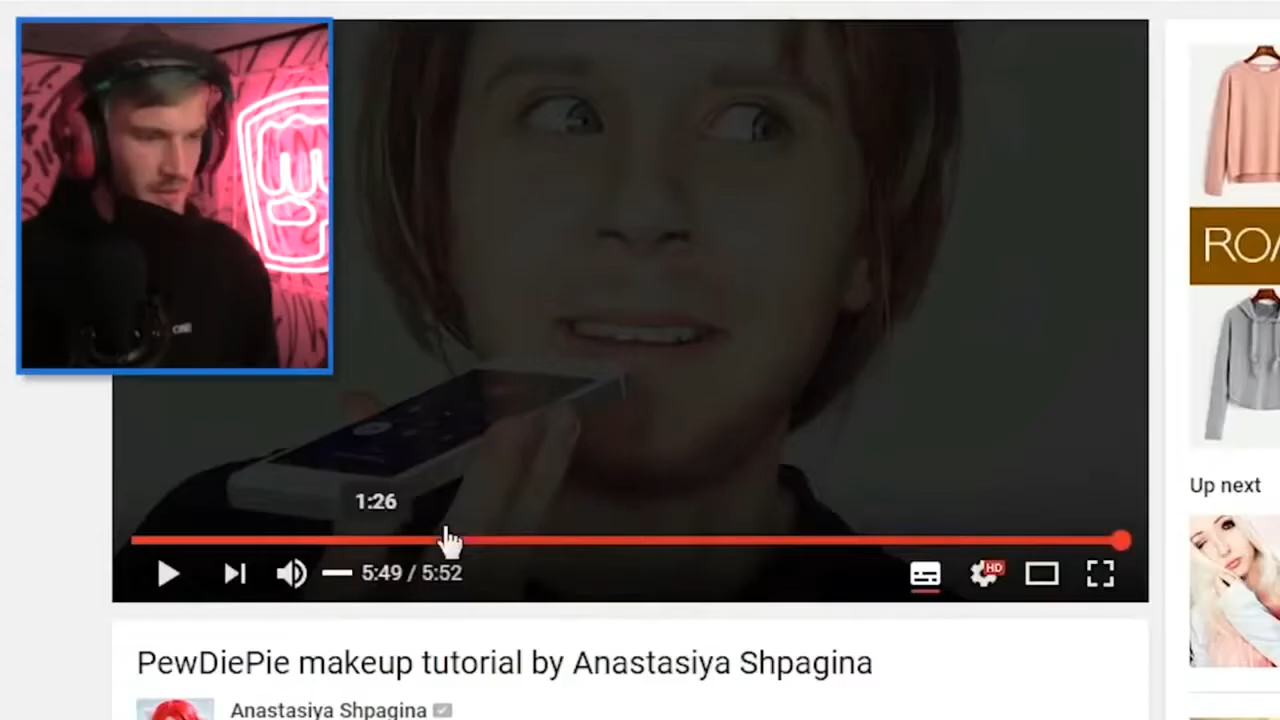 ROA
1:26
5:49 / 5:52
HD
Up next
PewDiePie makeup tutorial by Anastasiya Shpagina
Anastasiya Shpagina